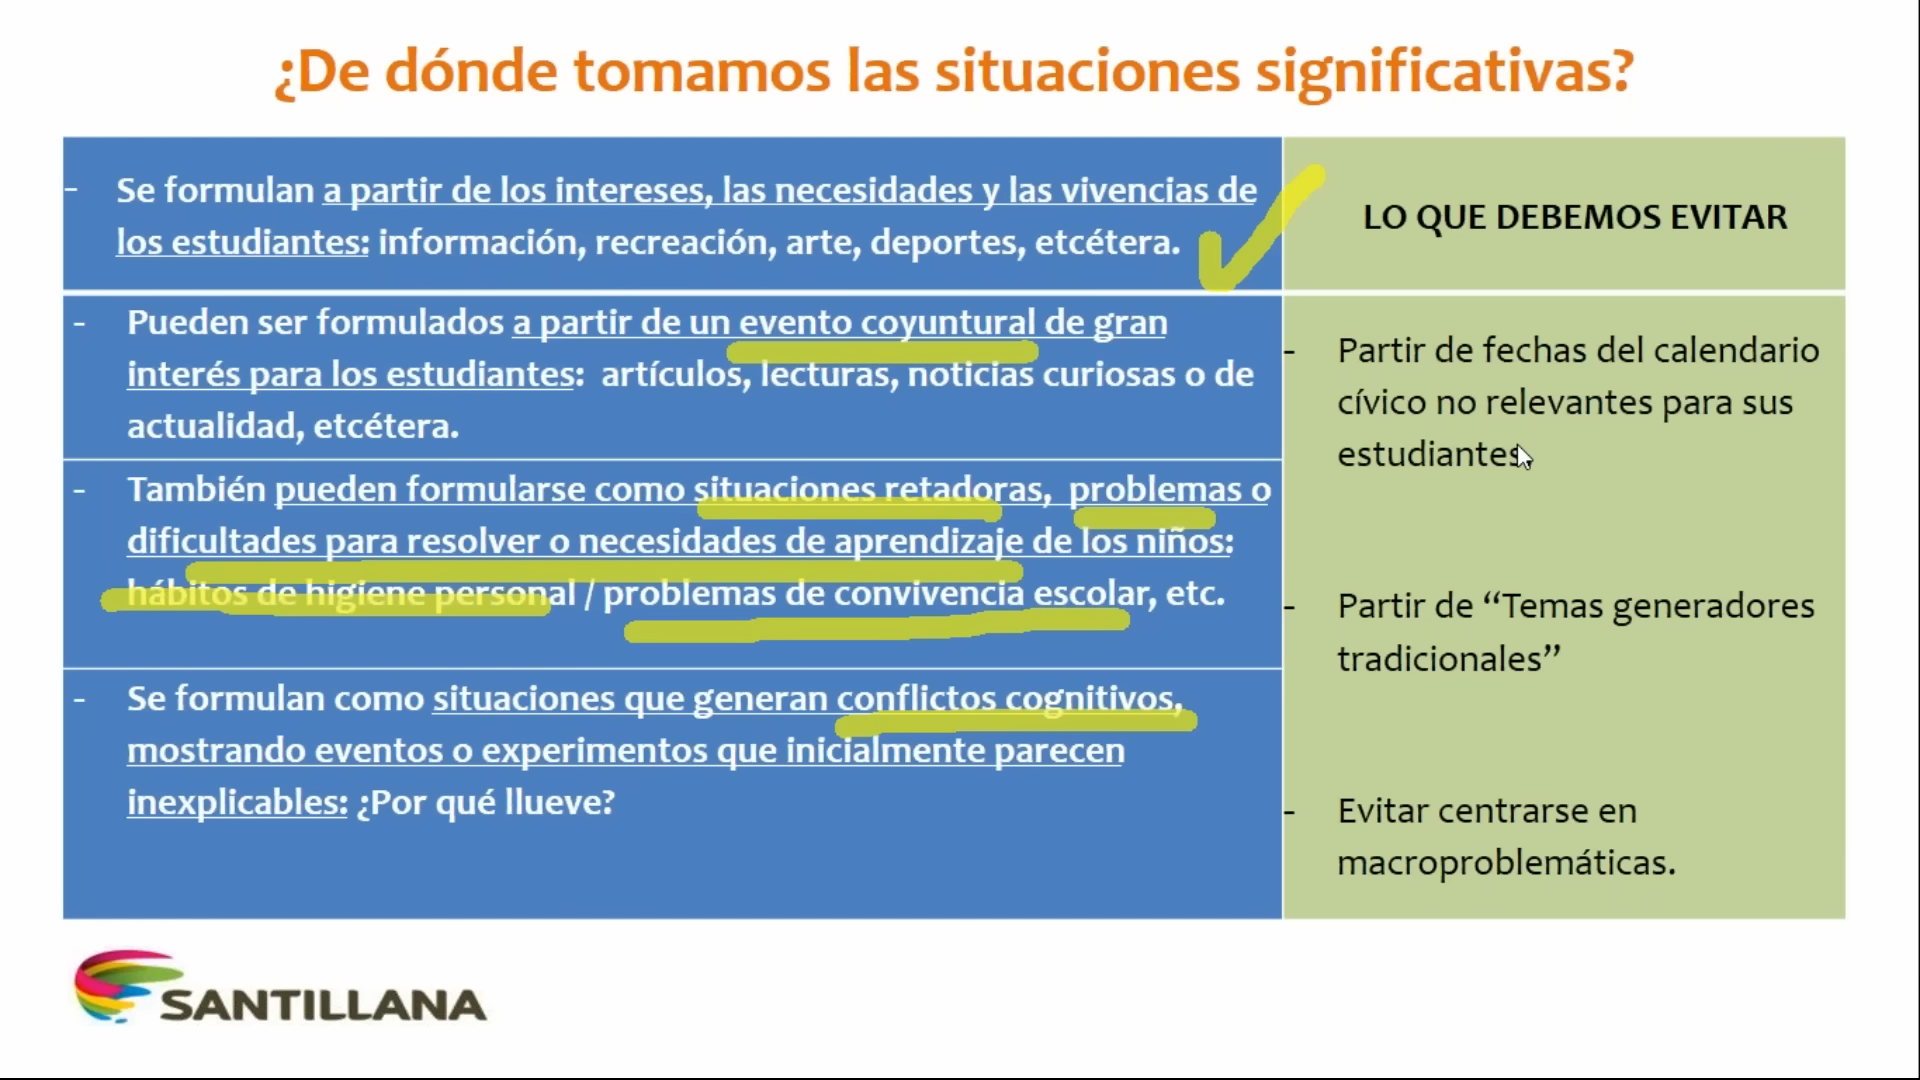 ¿De dónde tomamos las situaciones significativas?
- Se formulan a partir de los intereses, las necesidades y las vivencias de
los estudiantes: información, recreación, arte, deportes, etcétera.
- Pueden ser formulados a partir de un evento coyuntural de gran
interés para los estudiantes: artículos, lecturas, noticias curiosas o de
actualidad, etcétera.
- También pueden formularse como situaciones retadoras, problemas o
dificultades para resolver o necesidades de aprendizaje de los niños:
hábitos de higiene personal / problemas de convivencia escolar, etc.
- Se formulan como situaciones que generan conflictos cognitivos,
mostrando eventos o experimentos que inicialmente parecen
inexplicables: ¿Por qué llueve?
LO QUE DEBEMOS EVITAR
- Partir de fechas del calendario
cívico no relevantes para sus
estudiantes.
- Partir de “Temas generadores
tradicionales”
- Evitar centrarse en
macroproblemáticas.
SANTILLANA